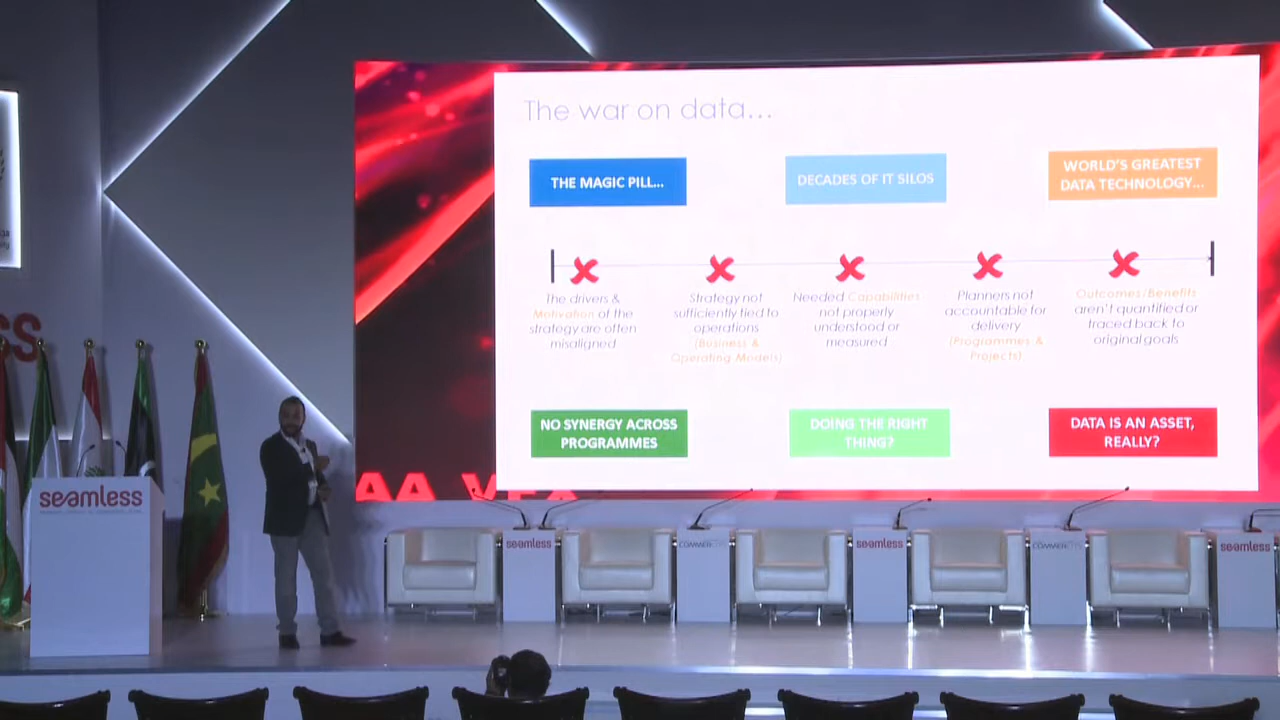 The war on data...
THE MAGIC PILL...
DECADES OF IT SILOS
WORLD'S GREATEST
DATA TECHNOLOGY...
The drivers &
Motivation of the
strategy are often
misaligned
Strategy not
sufficiently tied to
operations
(Business &
Operating Models)
Needed Capabilities
not properly
understood or
measured
Planners not
accountable for
delivery
(Programmes &
Projects)
Outcomes/Benefits
aren't quantified or
traced back to
original goals
NO SYNERGY ACROSS
PROGRAMMES
DOING THE RIGHT
THING?
DATA IS AN ASSET,
REALLY?
seamless
seamless
seamless
seamless